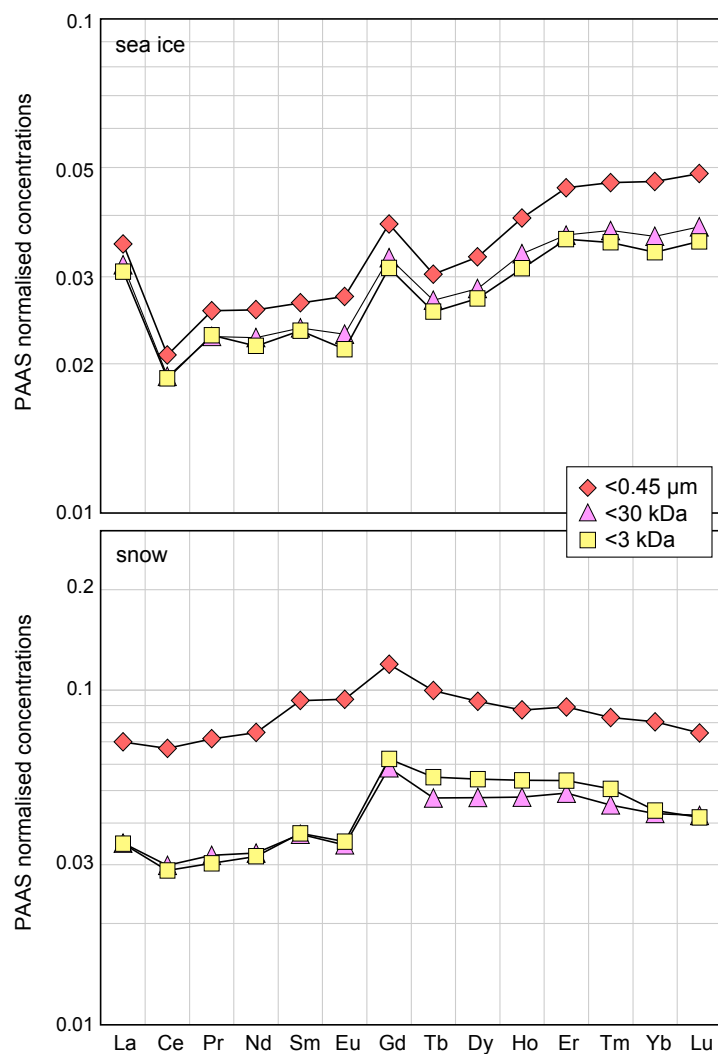 0.1
sea ice
PAAS normalised concentrations
0.05
0.03
0.02
0.01
<0.45 µm
<30 kDa
<3 kDa
snow
PAAS normalised concentrations
0.2
0.1
0.03
0.01
La Ce Pr Nd Sm Eu Gd Tb Dy Ho Er Tm Yb Lu